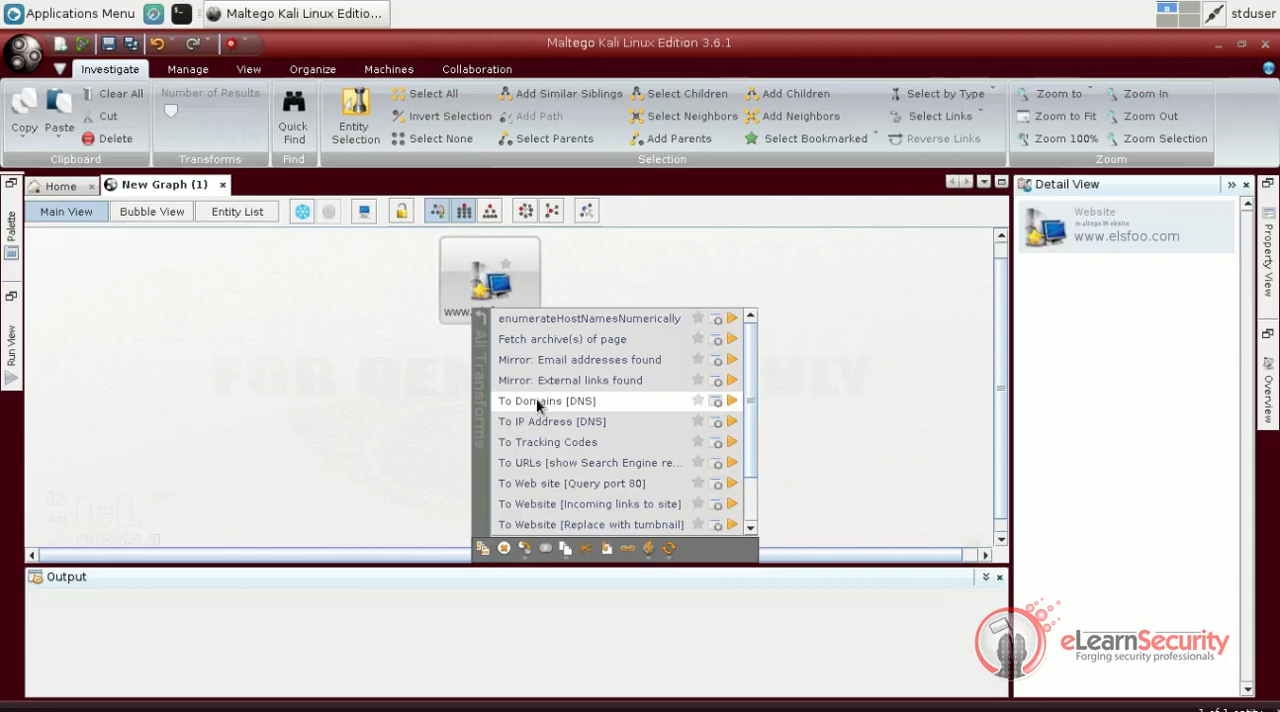 Applications Menu
Maltego Kali Linux Editio...
stduser
Maltego Kali Linux Edition 3.6.1
Investigate Manage View Organize Machines Collaboration
Clear All
Cut
Delete
Copy Paste
Clipboard
Number of Results
Transforms
Quick
Find
Find
Entity
Selection
Select All
Invert Selection
Select None
Add Similar Siblings
Add Path
Select Parents
Select Children
Select Neighbors
Add Parents
Add Children
Add Neighbors
Select Bookmarked
Select by Type
Select Links
Reverse Links
Selection
Zoom to
Zoom to Fit
Zoom 100%
Zoom In
Zoom Out
Zoom Selection
Zoom
Palette
Run View
Home
New Graph (1)
Main View Bubble View Entity List
www.
All Transforms
enumerateHostNamesNumerically
Fetch archive(s) of page
Mirror: Email addresses found
Mirror: External links found
To Domains [DNS]
To IP Address [DNS]
To Tracking Codes
To URLs [show Search Engine re...
To Web site [Query port 80]
To Website [Incoming links to site]
To Website [Replace with tumbnail]
Output
Detail View
Website
maltego.Website
www.elsfoo.com
Property View
Overview
eLearnSecurity
Forging security professionals